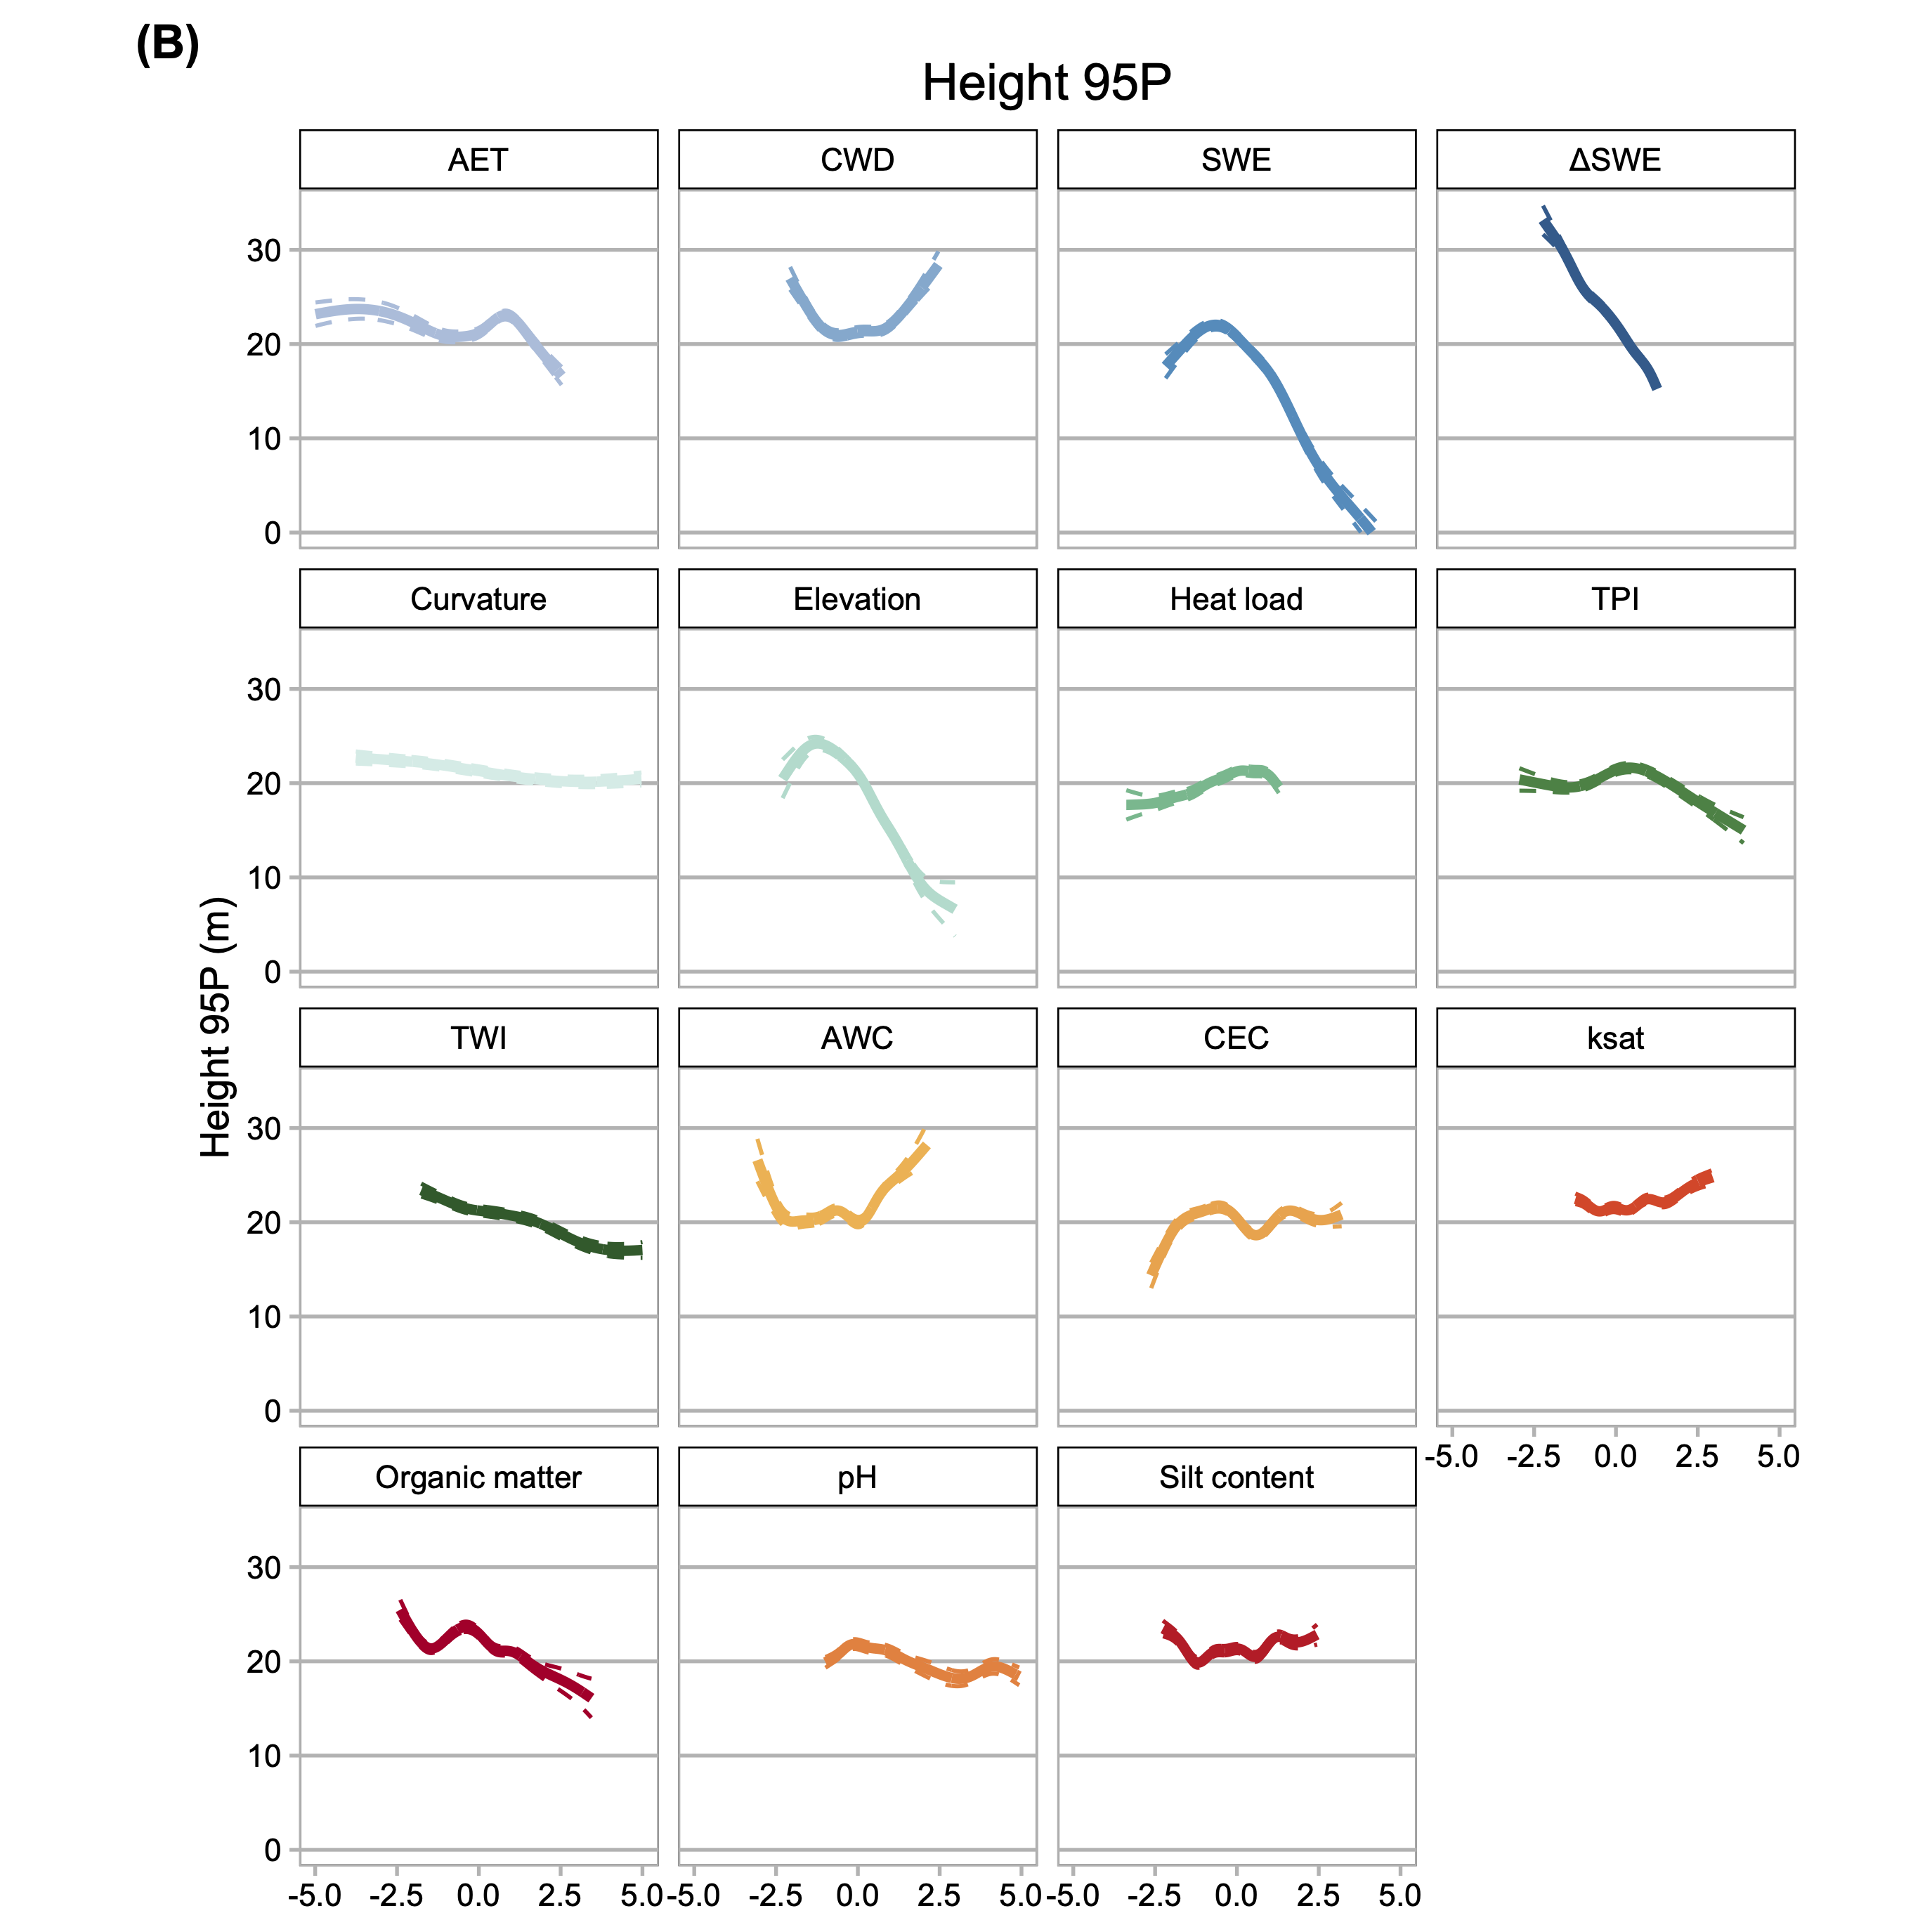 (B)
Height 95P
AET CWD SWE ΔSWE
30
20
10
0
Curvature Elevation Heat load TPI
30
20
10
0
Height 95P (m)
TWI AWC CEC ksat
30
20
10
0
-5.0 -2.5 0.0 2.5 5.0
Organic matter pH Silt content
30
20
10
0
-5.0 -2.5 0.0 2.5 5.0 -5.0 -2.5 0.0 2.5 5.0 -5.0 -2.5 0.0 2.5 5.0